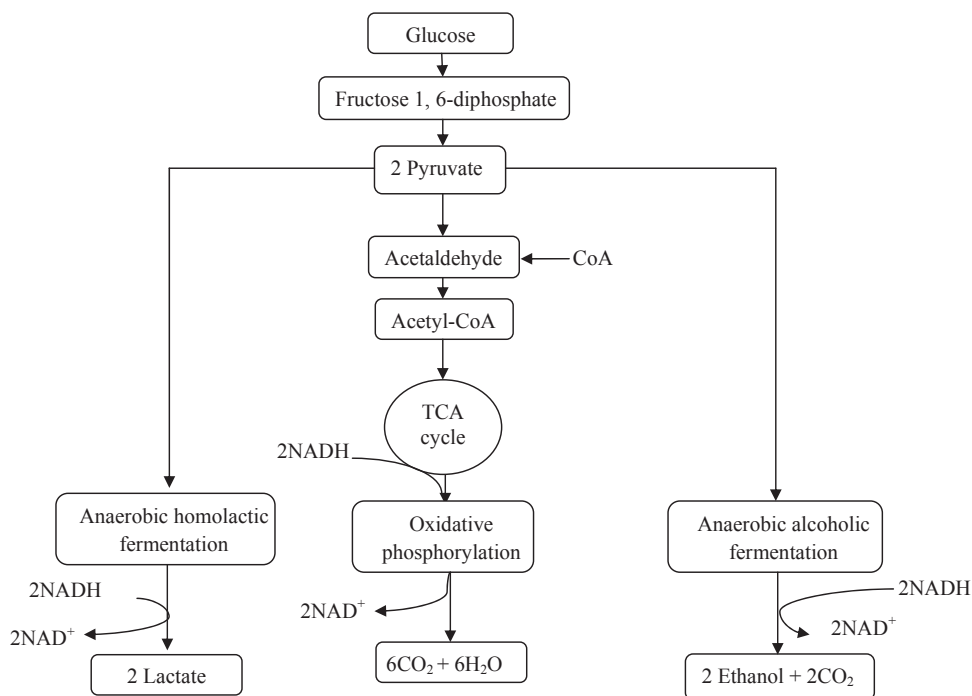 Glucose
Fructose 1, 6-diphosphate
2 Pyruvate
Acetaldehyde
CoA
Acetyl-CoA
TCA
cycle
2NADH
Anaerobic homolactic
fermentation
Oxidative
phosphorylation
Anaerobic alcoholic
fermentation
2NADH
2NAD⁺
2NAD⁺
2NADH
2NAD⁺
2 Lactate
6CO₂ + 6H₂O
2 Ethanol + 2CO₂